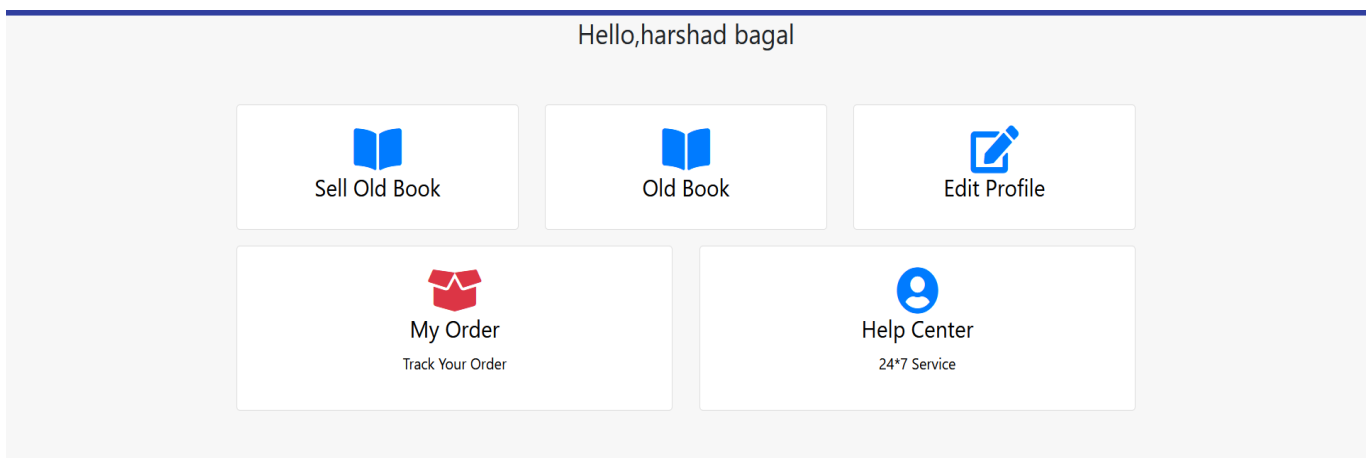 Hello,harshad bagal
Sell Old Book
Old Book
Edit Profile
My Order
Track Your Order
Help Center
24*7 Service